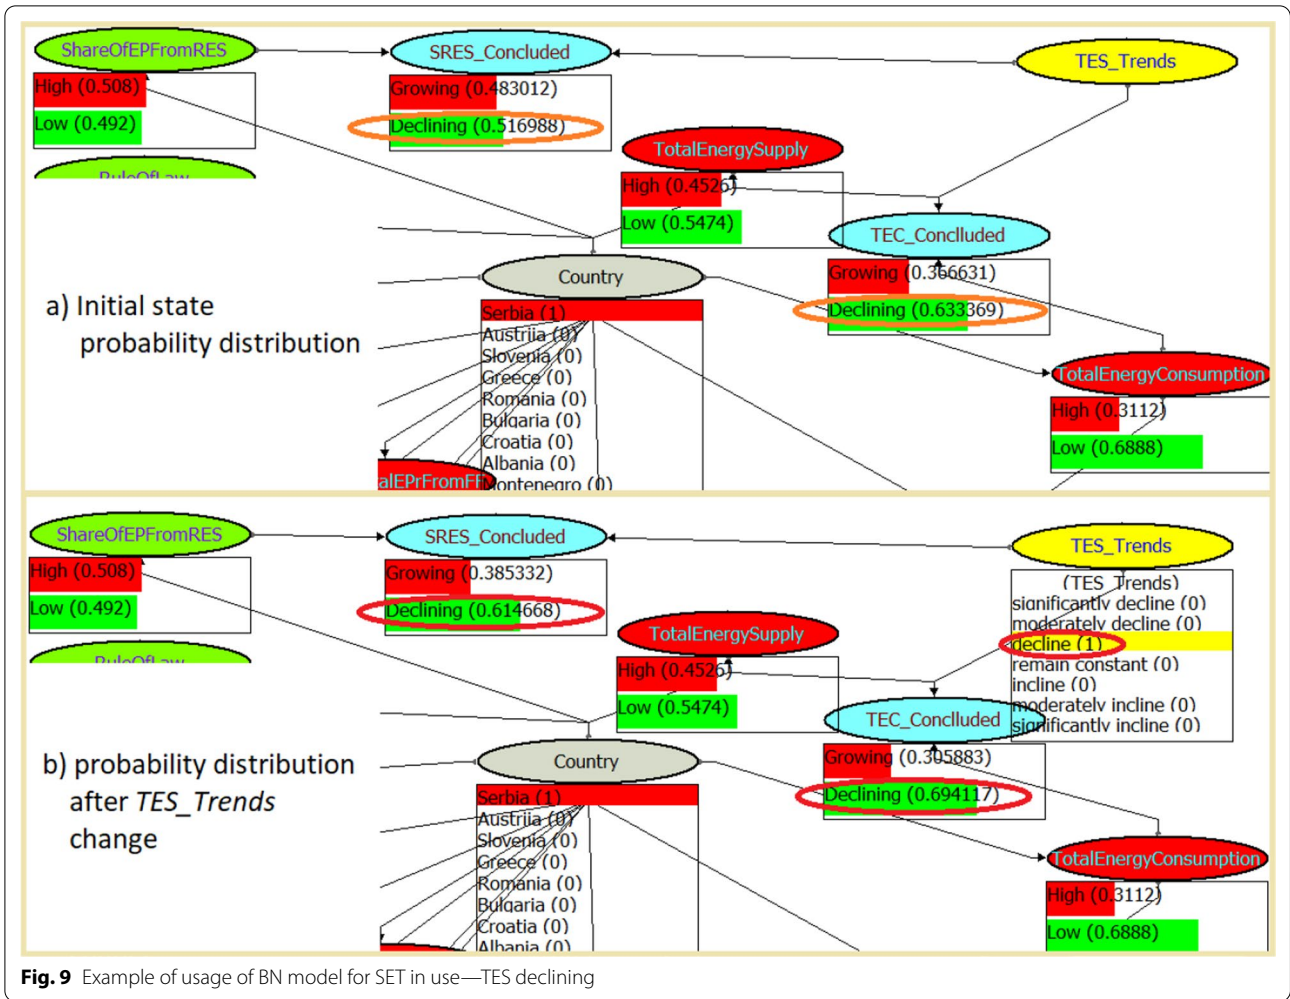 ShareOfEPFromRES
High (0.508)
Low (0.492)
RuleOfLaw
SRES_Concluded
Growing (0.483012)
Declining (0.516988)
TES_Trends
TotalEnergySupply
High (0.4526)
Low (0.5474)
TEC_Conclluded
Growing (0.366631)
Declining (0.633369)
Country
Serbia (1)
Austriia (0)
Slovenia (0)
Greece (0)
Romania (0)
Bulgaria (0)
Croatia (0)
Albania (0)
Montenegro (0)
TotalEnergyConsumption
High (0.3112)
Low (0.6888)
alEPrFromFF
a) Initial state
probability distribution
ShareOfEPFromRES
High (0.508)
Low (0.492)
RuleOfLaw
SRES_Concluded
Growing (0.385332)
Declining (0.614668)
TES_Trends
(TES_Trends)
significantly decline (0)
moderately decline (0)
decline (1)
remain constant (0)
incline (0)
moderately incline (0)
significantly incline (0)
TotalEnergySupply
High (0.4526)
Low (0.5474)
TEC_Conclluded
Growing (0.305883)
Declining (0.694117)
Country
Serbia (1)
Austriia (0)
Slovenia (0)
Greece (0)
Romania (0)
Bulgaria (0)
Croatia (0)
Albania (0)
TotalEnergyConsumption
High (0.3112)
Low (0.6888)
b) probability distribution
after TES_Trends
change
Fig. 9 Example of usage of BN model for SET in use—TES declining